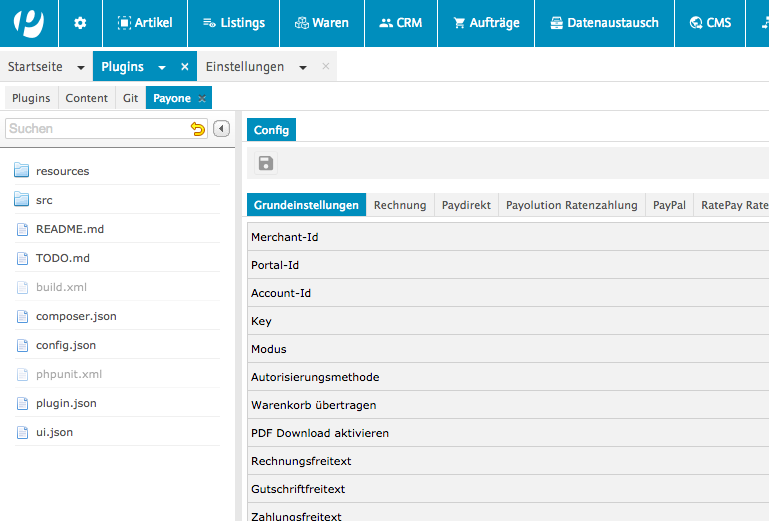 Artikel Listings Waren CRM Aufträge Datenaustausch CMS
Startseite Plugins Einstellungen
Plugins Content Git Payone
Suchen
resources
src
README.md
TODO.md
build.xml
composer.json
config.json
phpunit.xml
plugin.json
ui.json
Config
Grundeinstellungen Rechnung Paydirekt Payolution Ratenzahlung PayPal RatePay Rate
Merchant-Id
Portal-Id
Account-Id
Key
Modus
Autorisierungsmethode
Warenkorb übertragen
PDF Download aktivieren
Rechnungsfreitext
Gutschriftfreitext
Zahlungsfreitext